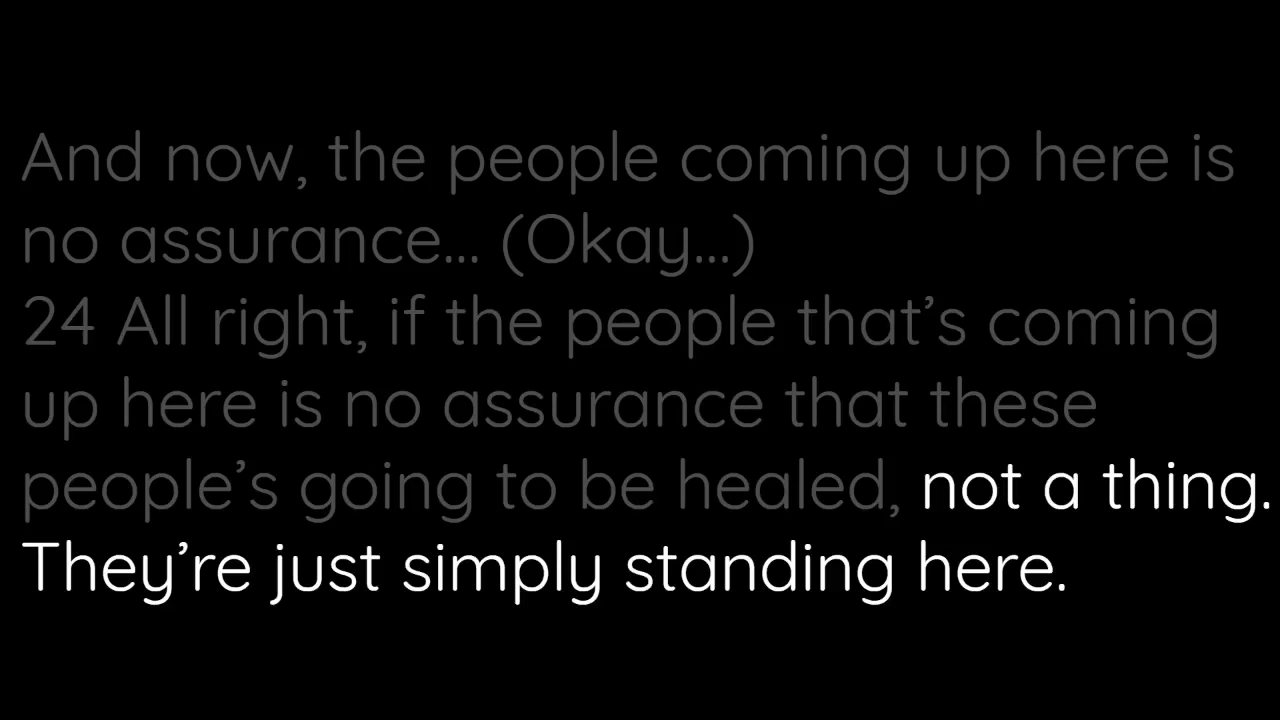 And now, the people coming up here is
no assurance... (Okay...)
24 All right, if the people that’s coming
up here is no assurance that these
people’s going to be healed, not a thing.
They’re just simply standing here.